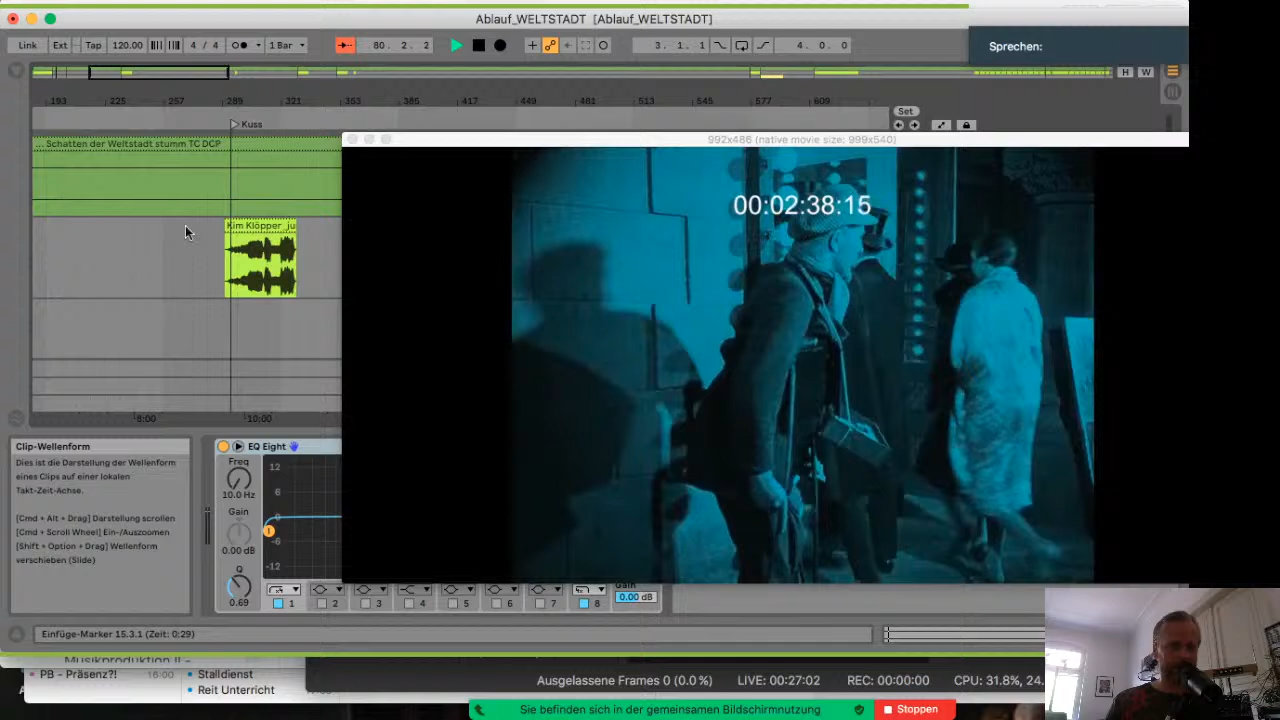 Ablauf_WELTSTADT [Ablauf_WELTSTADT]
Link Ext Tap 120.00 4 / 4 1 Bar 80. 2. 2 3. 1. 1 4. 0. 0
Sprechen:
H W
193 225 257 289 321 353 385 417 449 481 513 545 577 609
Set
Kuss
... Schatten der Weltstadt stumm TC DCP
992x486 (native movie size: 999x540)
00:02:38:15
Kim Klöpper_ju
8:00 10:00
Clip-Wellenform
Dies ist die Darstellung der Wellenform
eines Clips auf einer lokalen
Takt-Zeit-Achse.
[Cmd + Alt + Drag] Darstellung scrollen
[Cmd + Scroll Wheel] Ein-/Auszoomen
[Shift + Option + Drag] Wellenform
verschieben (Slide)
EQ Eight
Freq
10.0 Hz
Gain
0.00 dB
Q
0.69
12
6
0
-6
-12
1
Gain
0.00 dB
1 2 3 4 5 6 7 8
Einfüge-Marker 15.3.1 (Zeit: 0:29)
Musikproduktion II -
PB - Präsenz?! 16:00
Stalldienst
Reit Unterricht
Ausgelassene Frames 0 (0.0 %) LIVE: 00:27:02 REC: 00:00:00 CPU: 31.8%, 24.
Sie befinden sich in der gemeinsamen Bildschirmnutzung
Stoppen